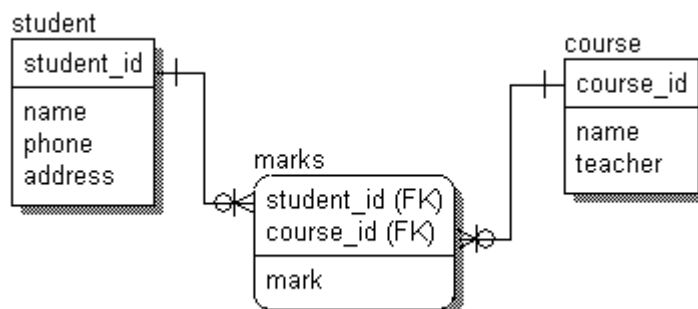 student
student_id
name
phone
address
course
course_id
name
teacher
marks
student_id (FK)
course_id (FK)
mark